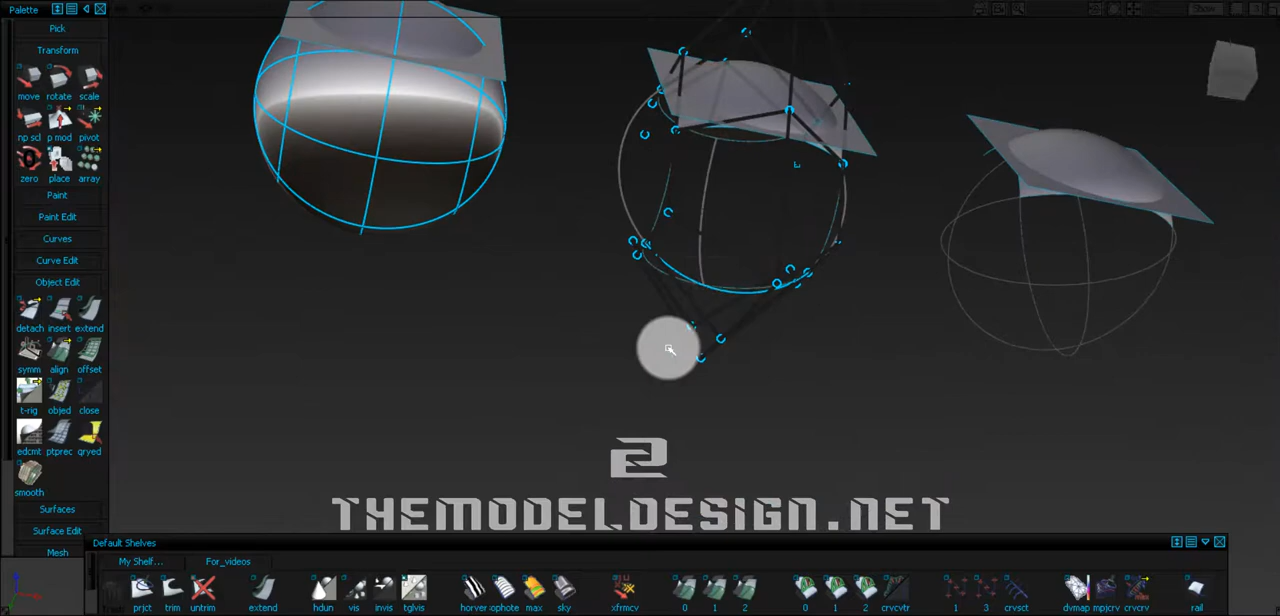 Palette
Show
Pick
Transform
move rotate scale
np scl p mod pivot
zero place array
Paint
Paint Edit
Curves
Curve Edit
Object Edit
detach insert extend
symm align offset
t-rig objed close
edcmt ptprec qryed
smooth
Surfaces
Surface Edit
Mesh
2
THEMODELDESIGN.NET
Default Shelves
My Shelf... For_videos
prjct trim untrim extend hdun vis invis tglvis horver xphote max sky xfrmcv 0 1 2 0 1 2 crvcvtr 1 3 crvsct dvmap mpjcrv crvcrv rail